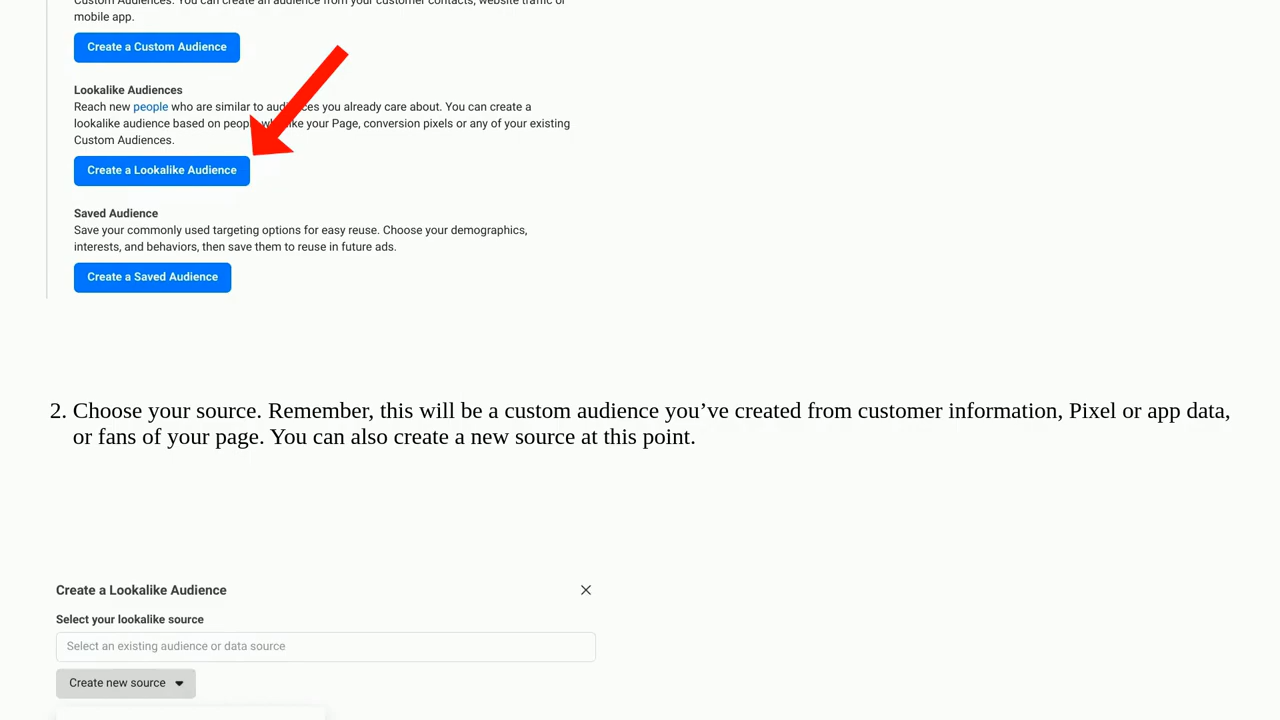 Custom Audiences. You can create an audience from your customer contacts, website traffic or
mobile app.
Create a Custom Audience
Lookalike Audiences
Reach new people who are similar to audiences you already care about. You can create a
lookalike audience based on people who like your Page, conversion pixels or any of your existing
Custom Audiences.
Create a Lookalike Audience
Saved Audience
Save your commonly used targeting options for easy reuse. Choose your demographics,
interests, and behaviors, then save them to reuse in future ads.
Create a Saved Audience
2. Choose your source. Remember, this will be a custom audience you’ve created from customer information, Pixel or app data,
or fans of your page. You can also create a new source at this point.
Create a Lookalike Audience
Select your lookalike source
Select an existing audience or data source
Create new source